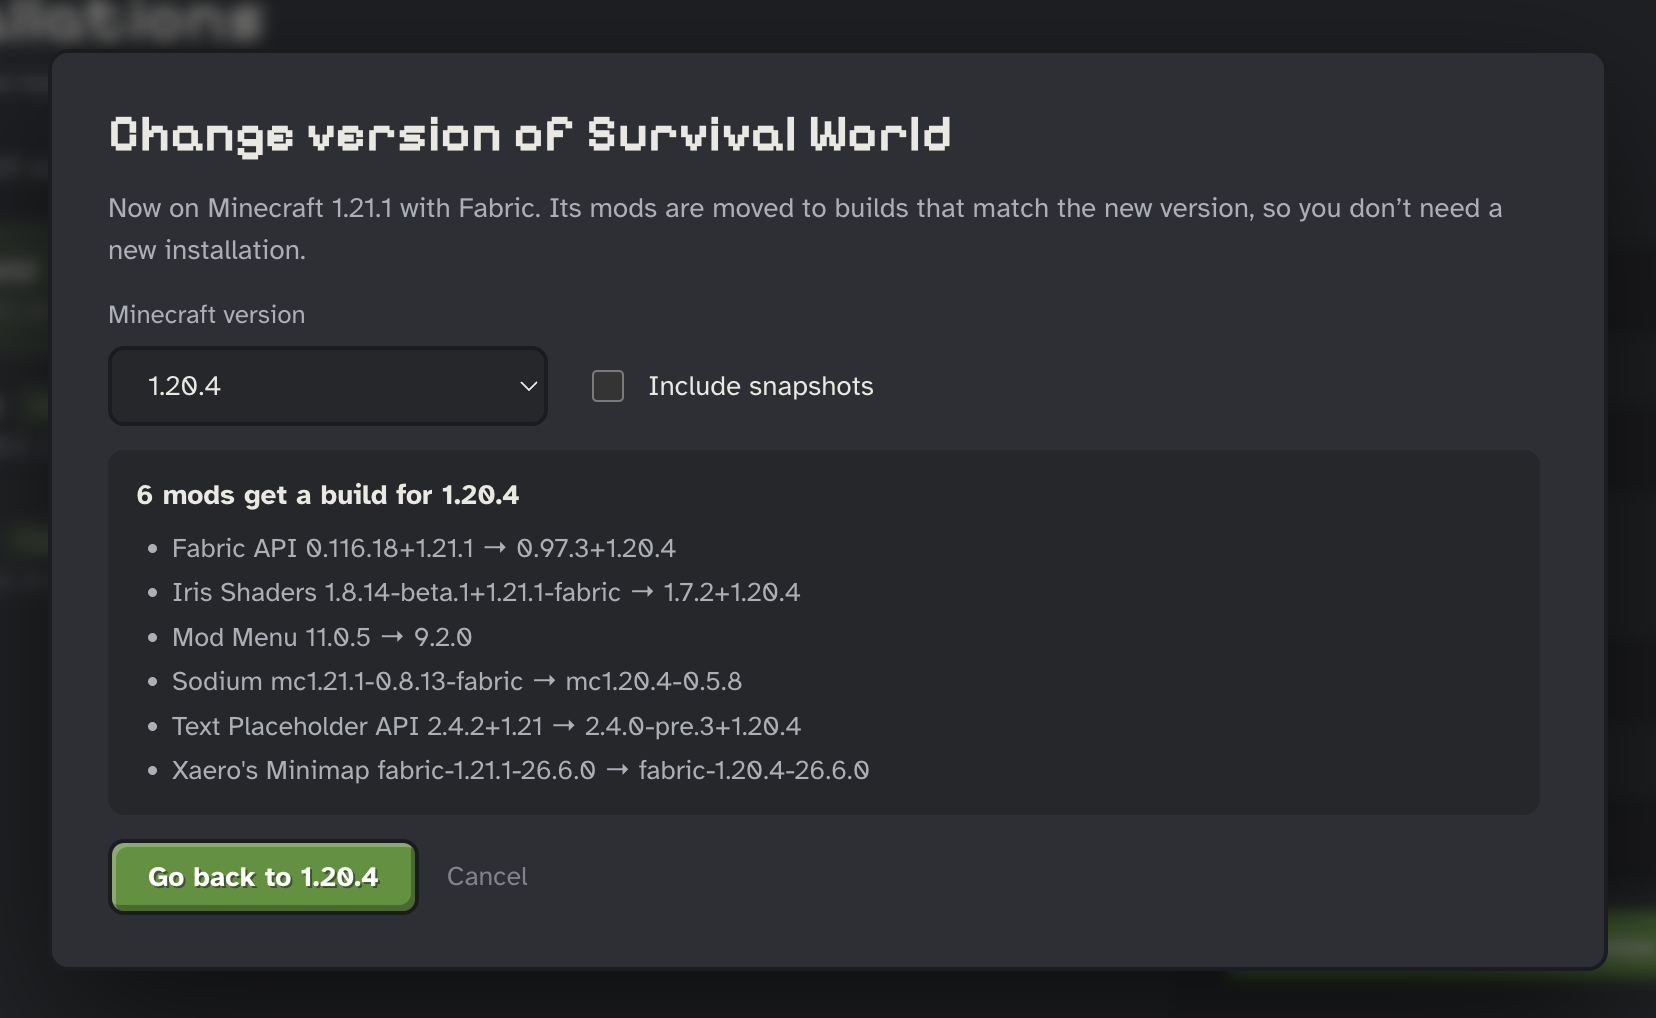 Change version of Survival World
Now on Minecraft 1.21.1 with Fabric. Its mods are moved to builds that match the new version, so you don’t need a
new installation.
Minecraft version
1.20.4
Include snapshots
6 mods get a build for 1.20.4
• Fabric API 0.116.18+1.21.1 → 0.97.3+1.20.4
• Iris Shaders 1.8.14-beta.1+1.21.1-fabric → 1.7.2+1.20.4
• Mod Menu 11.0.5 → 9.2.0
• Sodium mc1.21.1-0.8.13-fabric → mc1.20.4-0.5.8
• Text Placeholder API 2.4.2+1.21 → 2.4.0-pre.3+1.20.4
• Xaero's Minimap fabric-1.21.1-26.6.0 → fabric-1.20.4-26.6.0
Go back to 1.20.4
Cancel